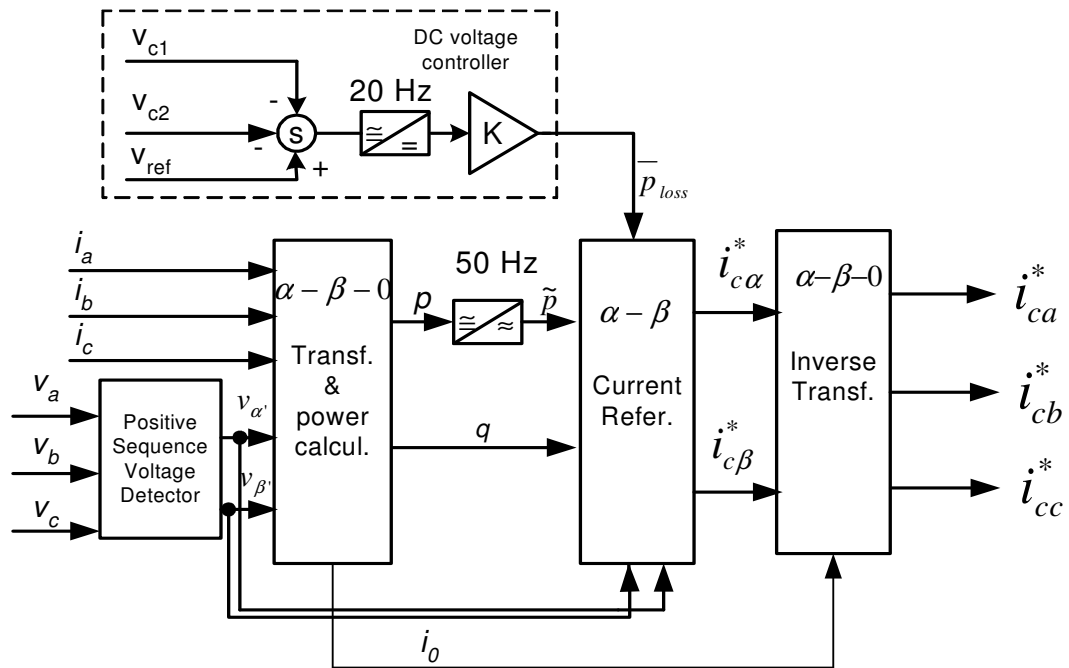 v_c1
DC voltage
controller
20 Hz
v_c2
-
-
S
≅
=
K
v_ref
+
p̅_loss
i_a
i_b
i_c
α − β − 0
Transf.
&
power
calcul.
50 Hz
p
≅
≈
p̃
α − β
Current
Refer.
i*_cα
i*_cβ
α−β−0
Inverse
Transf.
i*_ca
i*_cb
i*_cc
v_a
v_b
v_c
Positive
Sequence
Voltage
Detector
v_α'
v_β'
q
i_0